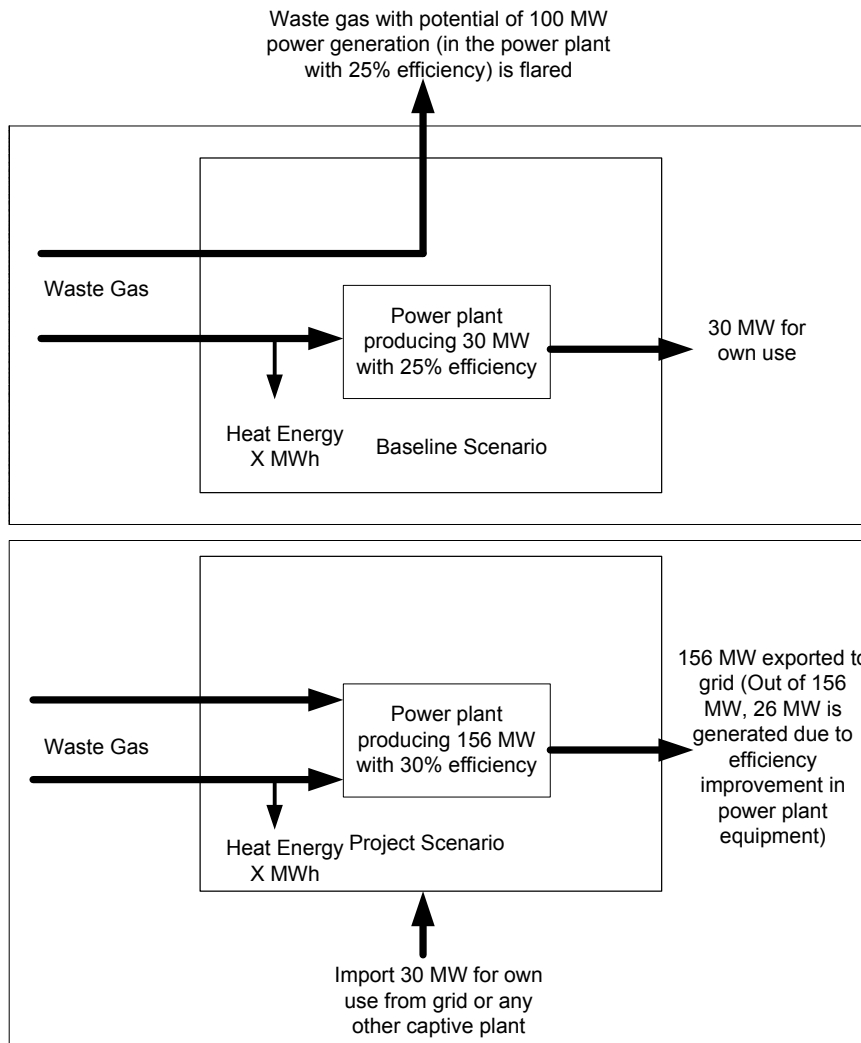 Waste gas with potential of 100 MW
power generation (in the power plant
with 25% efficiency) is flared
Waste Gas
Power plant
producing 30 MW
with 25% efficiency
30 MW for
own use
Heat Energy
X MWh
Baseline Scenario
156 MW exported to
grid (Out of 156
MW, 26 MW is
generated due to
efficiency
improvement in
power plant
equipment)
Waste Gas
Power plant
producing 156 MW
with 30% efficiency
Heat Energy
X MWh
Project Scenario
Import 30 MW for own
use from grid or any
other captive plant